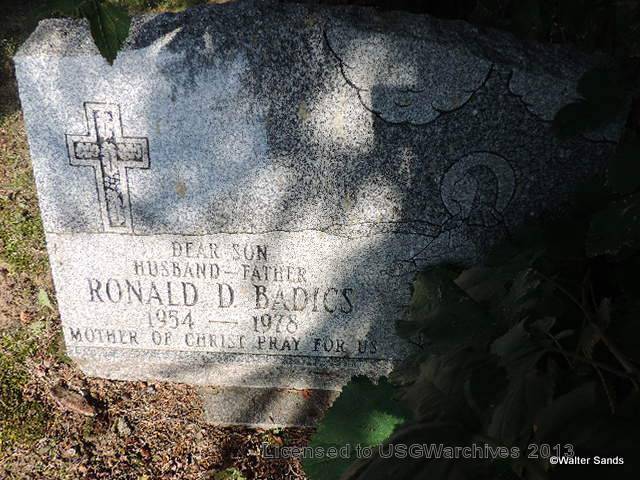 DEAR SON
HUSBAND - FATHER
RONALD D BADICS
1954 — 1978
MOTHER OF CHRIST PRAY FOR US
Licensed to USGWarchives 2013
©Walter Sands